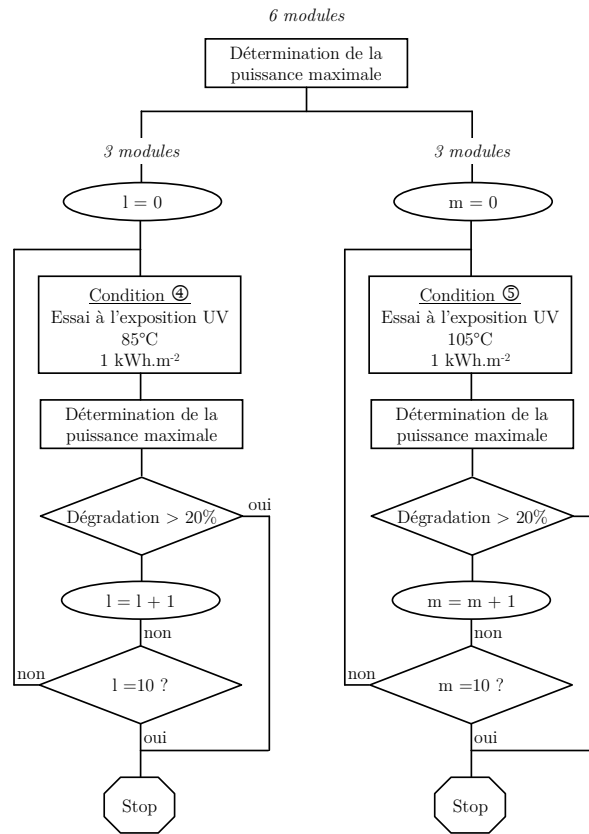 6 modules
Détermination de la
puissance maximale
3 modules
l = 0
Condition ④
Essai à l'exposition UV
85°C
1 kWh.m⁻²
Détermination de la
puissance maximale
Dégradation > 20%
oui
l = l + 1
non
non
l =10 ?
oui
Stop
3 modules
m = 0
Condition ⑤
Essai à l'exposition UV
105°C
1 kWh.m⁻²
Détermination de la
puissance maximale
Dégradation > 20%
m = m + 1
non
non
m =10 ?
oui
Stop